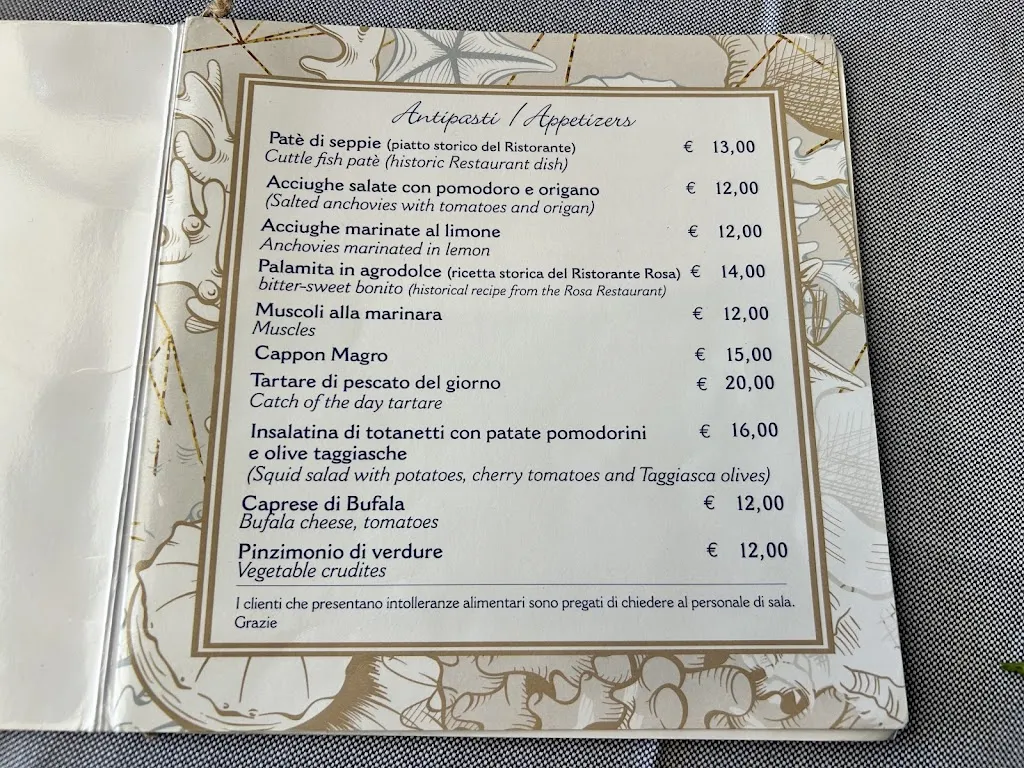 Antipasti / Appetizers
Patè di seppie (piatto storico del Ristorante) € 13,00
Cuttle fish patè (historic Restaurant dish)
Acciughe salate con pomodoro e origano € 12,00
(Salted anchovies with tomatoes and origan)
Acciughe marinate al limone € 12,00
Anchovies marinated in lemon
Palamita in agrodolce (ricetta storica del Ristorante Rosa) € 14,00
bitter-sweet bonito (historical recipe from the Rosa Restaurant)
Muscoli alla marinara € 12,00
Muscles
Cappon Magro € 15,00
Tartare di pescato del giorno € 20,00
Catch of the day tartare
Insalatina di totanetti con patate pomodorini € 16,00
e olive taggiasche
(Squid salad with potatoes, cherry tomatoes and Taggiasca olives)
Caprese di Bufala € 12,00
Bufala cheese, tomatoes
Pinzimonio di verdure € 12,00
Vegetable crudites
I clienti che presentano intolleranze alimentari sono pregati di chiedere al personale di sala.
Grazie